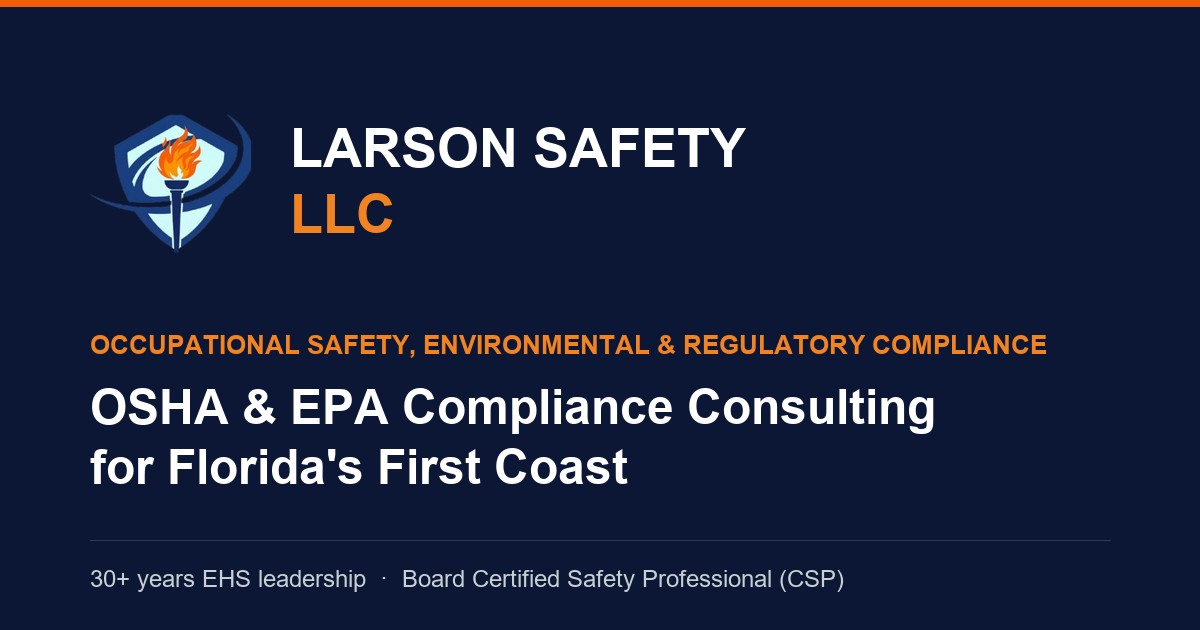 LARSON SAFETY
LLC
OCCUPATIONAL SAFETY, ENVIRONMENTAL & REGULATORY COMPLIANCE
OSHA & EPA Compliance Consulting
for Florida's First Coast
30+ years EHS leadership · Board Certified Safety Professional (CSP)